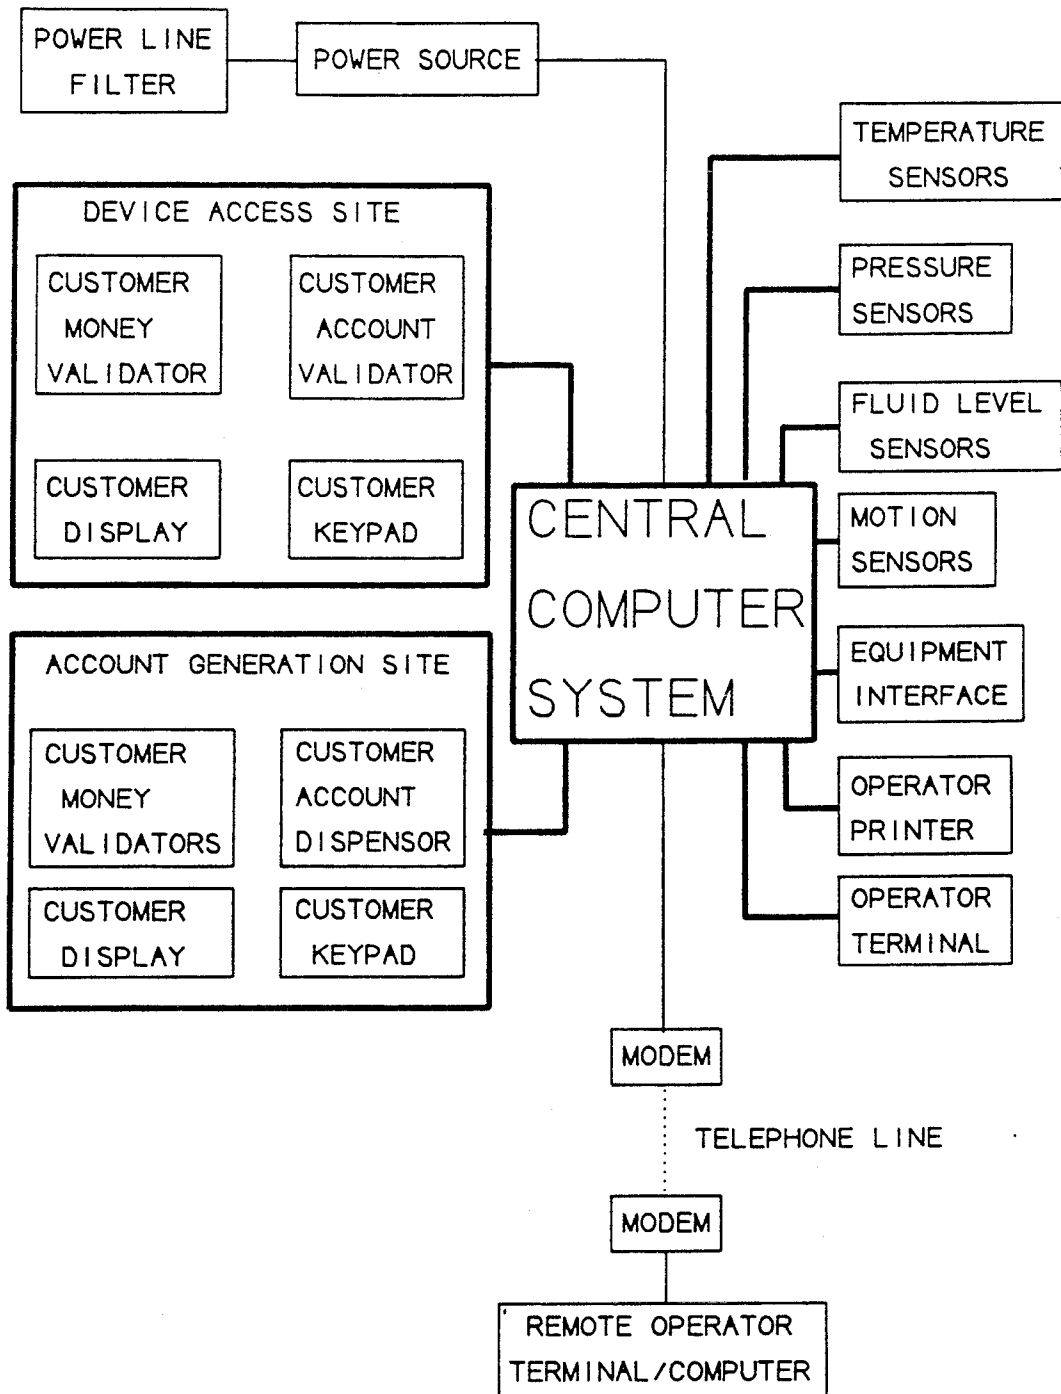 POWER LINE
FILTER
POWER SOURCE
TEMPERATURE
SENSORS
DEVICE ACCESS SITE
CUSTOMER
MONEY
VALIDATOR
CUSTOMER
ACCOUNT
VALIDATOR
CUSTOMER
DISPLAY
CUSTOMER
KEYPAD
PRESSURE
SENSORS
FLUID LEVEL
SENSORS
MOTION
SENSORS
CENTRAL
COMPUTER
SYSTEM
EQUIPMENT
INTERFACE
ACCOUNT GENERATION SITE
CUSTOMER
MONEY
VALIDATORS
CUSTOMER
ACCOUNT
DISPENSOR
CUSTOMER
DISPLAY
CUSTOMER
KEYPAD
OPERATOR
PRINTER
OPERATOR
TERMINAL
MODEM
TELEPHONE LINE
MODEM
REMOTE OPERATOR
TERMINAL/COMPUTER